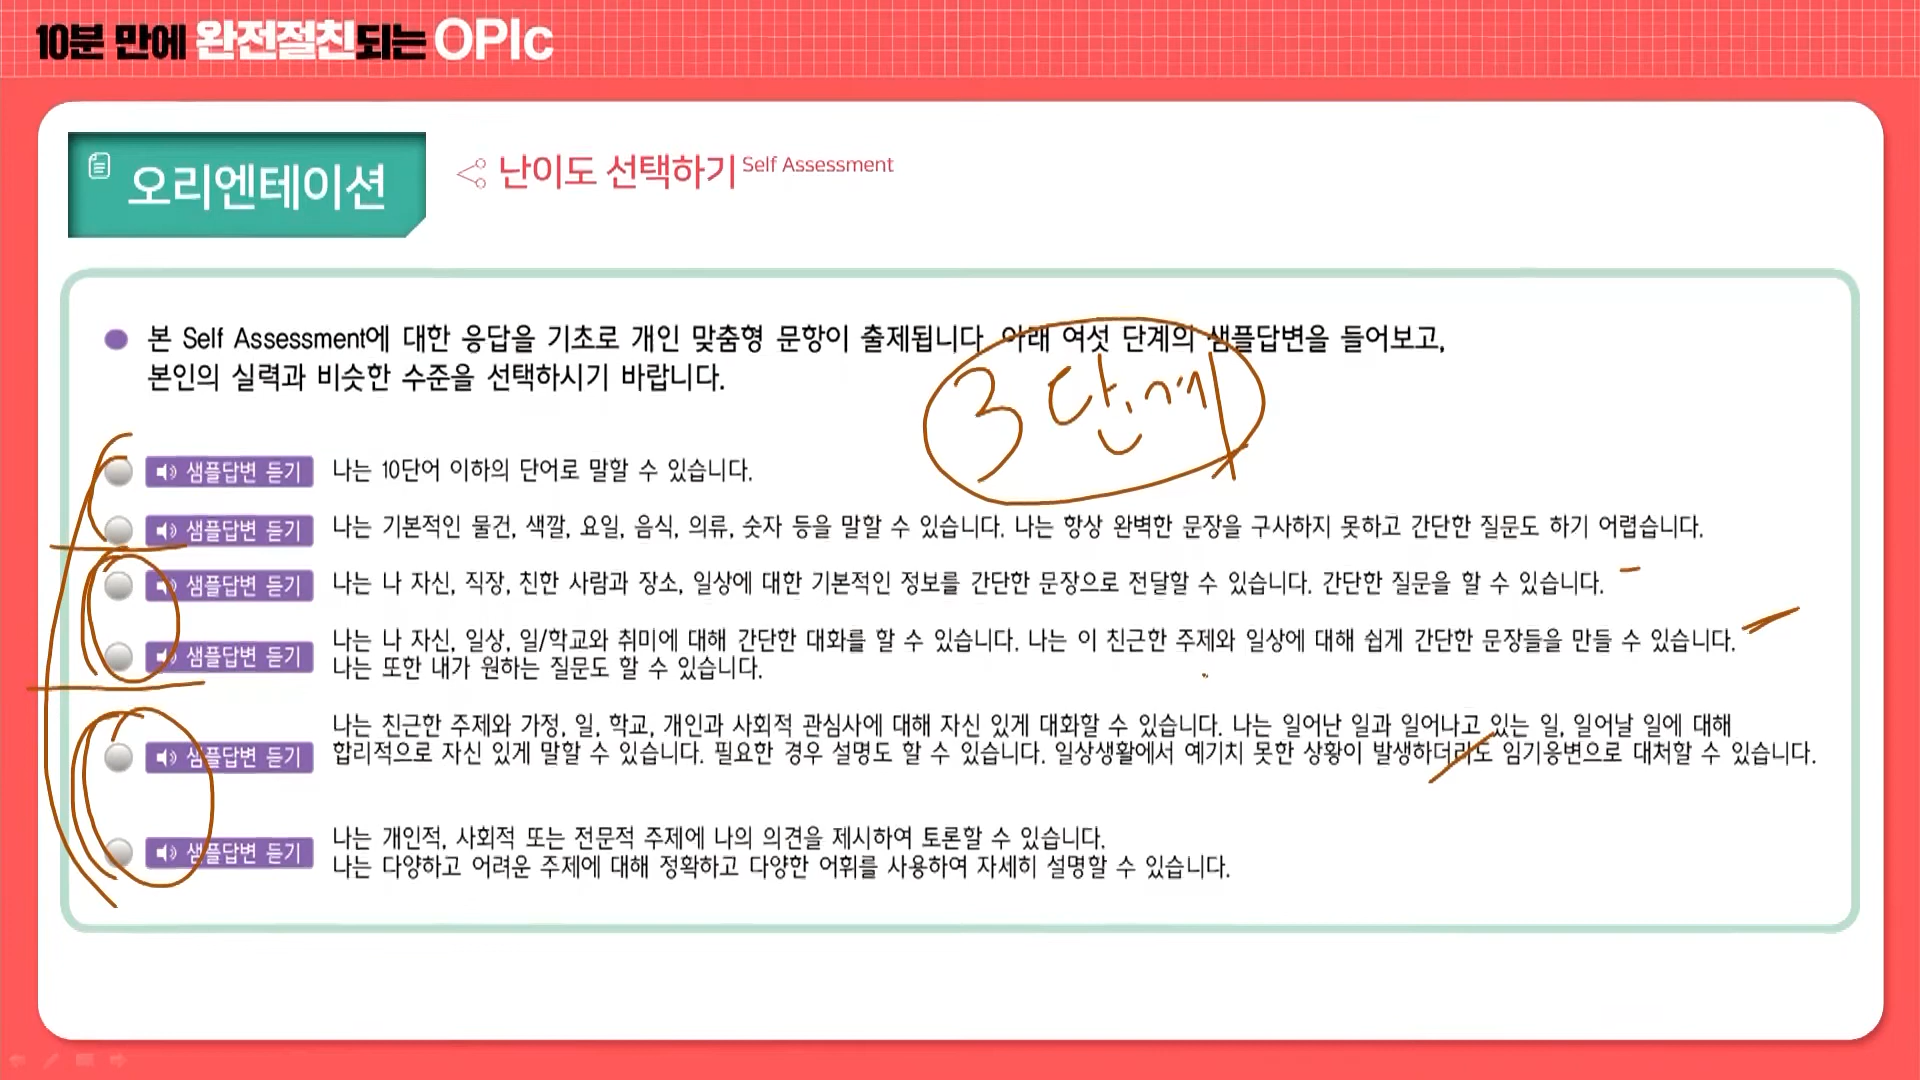 10분 만에 완전절친되는 OPIc
오리엔테이션
난이도 선택하기 Self Assessment
본 Self Assessment에 대한 응답을 기초로 개인 맞춤형 문항이 출제됩니다. 아래 여섯 단계의 샘플답변을 들어보고,
본인의 실력과 비슷한 수준을 선택하시기 바랍니다.
3단계
샘플답변 듣기 나는 10단어 이하의 단어로 말할 수 있습니다.
샘플답변 듣기 나는 기본적인 물건, 색깔, 요일, 음식, 의류, 숫자 등을 말할 수 있습니다. 나는 항상 완벽한 문장을 구사하지 못하고 간단한 질문도 하기 어렵습니다.
샘플답변 듣기 나는 나 자신, 직장, 친한 사람과 장소, 일상에 대한 기본적인 정보를 간단한 문장으로 전달할 수 있습니다. 간단한 질문을 할 수 있습니다.
샘플답변 듣기 나는 나 자신, 일상, 일/학교와 취미에 대해 간단한 대화를 할 수 있습니다. 나는 이 친근한 주제와 일상에 대해 쉽게 간단한 문장들을 만들 수 있습니다.
나는 또한 내가 원하는 질문도 할 수 있습니다.
샘플답변 듣기 나는 친근한 주제와 가정, 일, 학교, 개인과 사회적 관심사에 대해 자신 있게 대화할 수 있습니다. 나는 일어난 일과 일어나고 있는 일, 일어날 일에 대해
합리적으로 자신 있게 말할 수 있습니다. 필요한 경우 설명도 할 수 있습니다. 일상생활에서 예기치 못한 상황이 발생하더라도 임기응변으로 대처할 수 있습니다.
샘플답변 듣기 나는 개인적, 사회적 또는 전문적 주제에 나의 의견을 제시하여 토론할 수 있습니다.
나는 다양하고 어려운 주제에 대해 정확하고 다양한 어휘를 사용하여 자세히 설명할 수 있습니다.